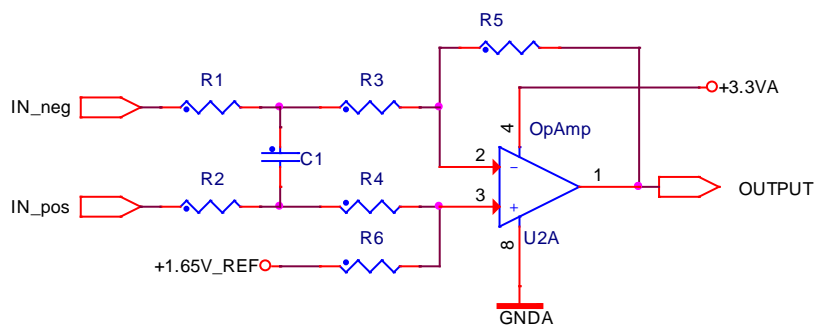 R5
R1
R3
+3.3VA
IN_neg
4
OpAmp
2
−
C1
1
OUTPUT
R2
R4
3
+
IN_pos
R6
U2A
8
+1.65V_REF
GNDA